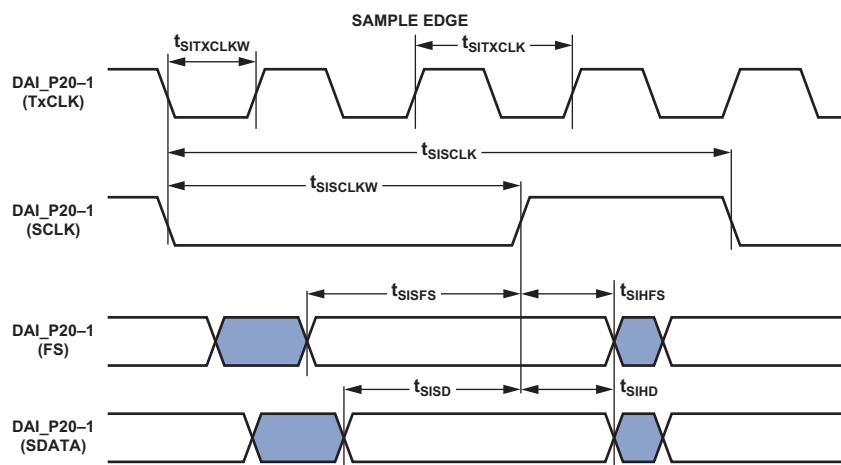 SAMPLE EDGE
tSITXCLKW
tSITXCLK
DAI_P20–1
(TxCLK)
tSISCLK
tSISCLKW
DAI_P20–1
(SCLK)
tSISFS
tSIHFS
DAI_P20–1
(FS)
tSISD
tSIHD
DAI_P20–1
(SDATA)